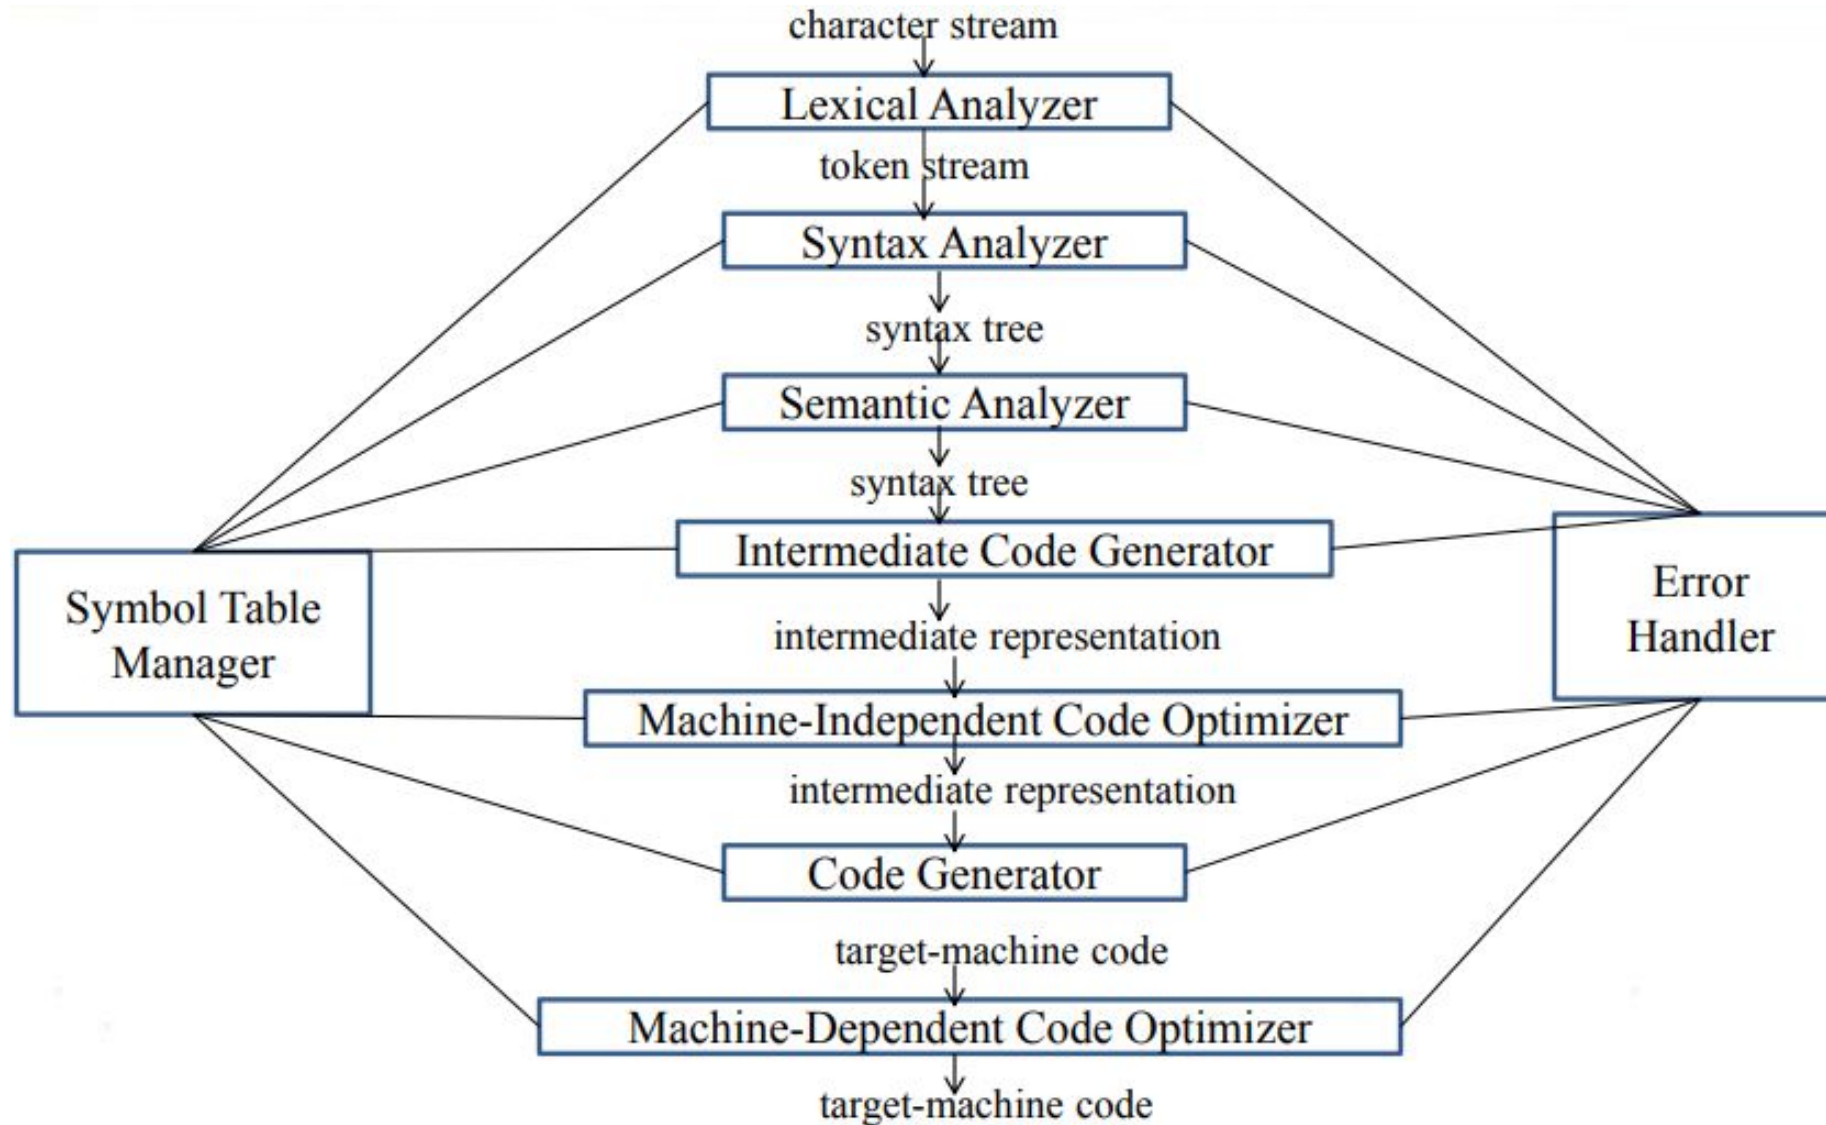 character stream
Lexical Analyzer
token stream
Syntax Analyzer
syntax tree
Semantic Analyzer
syntax tree
Intermediate Code Generator
Symbol Table
Manager
Error
Handler
intermediate representation
Machine-Independent Code Optimizer
intermediate representation
Code Generator
target-machine code
Machine-Dependent Code Optimizer
target-machine code